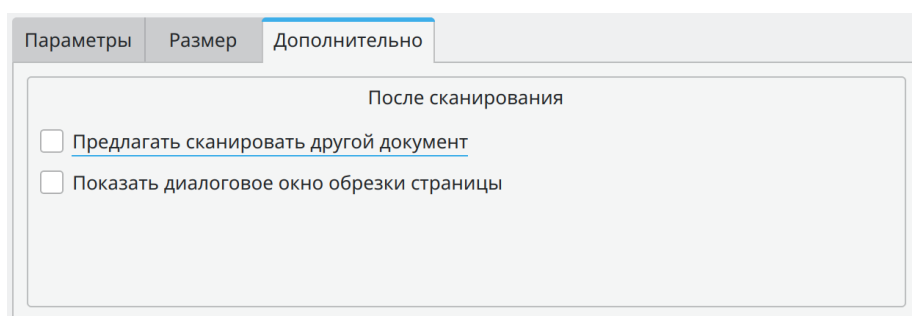 Параметры Размер Дополнительно
После сканирования
Предлагать сканировать другой документ
Показать диалоговое окно обрезки страницы